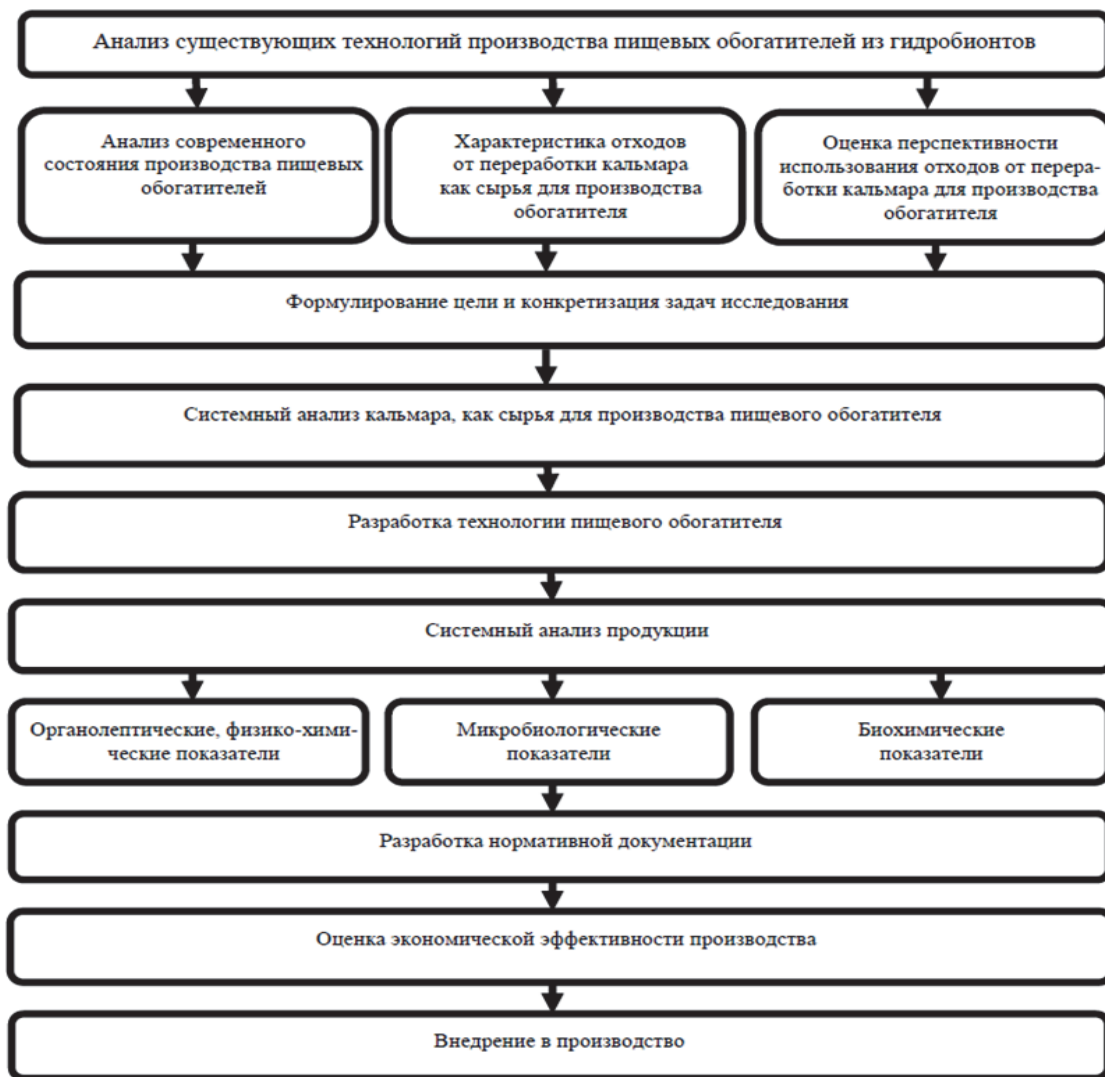 Анализ существующих технологий производства пищевых обогатителей из гидробионтов
Анализ современного
состояния производства пищевых
обогатителей
Характеристика отходов
от переработки кальмара
как сырья для производства
обогатителя
Оценка перспективности
использования отходов от перера-
ботки кальмара для производства
обогатителя
Формулирование цели и конкретизация задач исследования
Системный анализ кальмара, как сырья для производства пищевого обогатителя
Разработка технологии пищевого обогатителя
Системный анализ продукции
Органолептические, физико-хими-
ческие показатели
Микробиологические
показатели
Биохимические
показатели
Разработка нормативной документации
Оценка экономической эффективности производства
Внедрение в производство